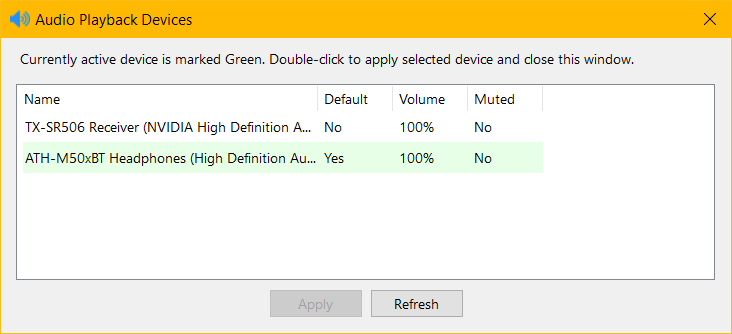 Audio Playback Devices
Currently active device is marked Green. Double-click to apply selected device and close this window.
Name Default Volume Muted
TX-SR506 Receiver (NVIDIA High Definition A... No 100% No
ATH-M50xBT Headphones (High Definition Au... Yes 100% No
Apply Refresh